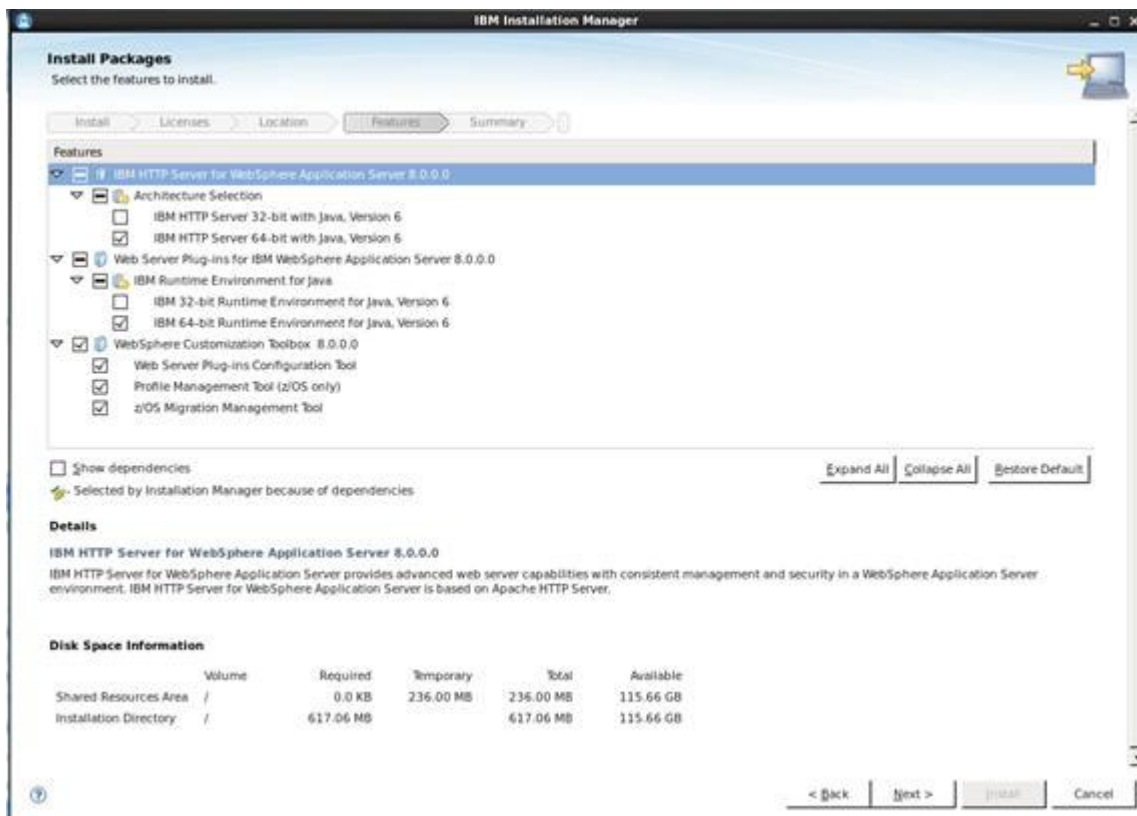 IBM Installation Manager
Install Packages
Select the features to install.
Install Licenses Location Features Summary
Features
IBM HTTP Server for WebSphere Application Server 8.0.0.0
Architecture Selection
IBM HTTP Server 32-bit with Java, Version 6
IBM HTTP Server 64-bit with Java, Version 6
Web Server Plug-ins for IBM WebSphere Application Server 8.0.0.0
IBM Runtime Environment for Java
IBM 32-bit Runtime Environment for Java, Version 6
IBM 64-bit Runtime Environment for Java, Version 6
WebSphere Customization Toolbox 8.0.0.0
Web Server Plug-ins Configuration Tool
Profile Management Tool (z/OS only)
z/OS Migration Management Tool
Show dependencies Expand All Collapse All Restore Default
- Selected by Installation Manager because of dependencies
Details
IBM HTTP Server for WebSphere Application Server 8.0.0.0
IBM HTTP Server for WebSphere Application Server provides advanced web server capabilities with consistent management and security in a WebSphere Application Server
environment. IBM HTTP Server for WebSphere Application Server is based on Apache HTTP Server.
Disk Space Information
Volume Required Temporary Total Available
Shared Resources Area / 0.0 KB 236.00 MB 236.00 MB 115.66 GB
Installation Directory / 617.06 MB 617.06 MB 115.66 GB
? < Back Next > Install Cancel